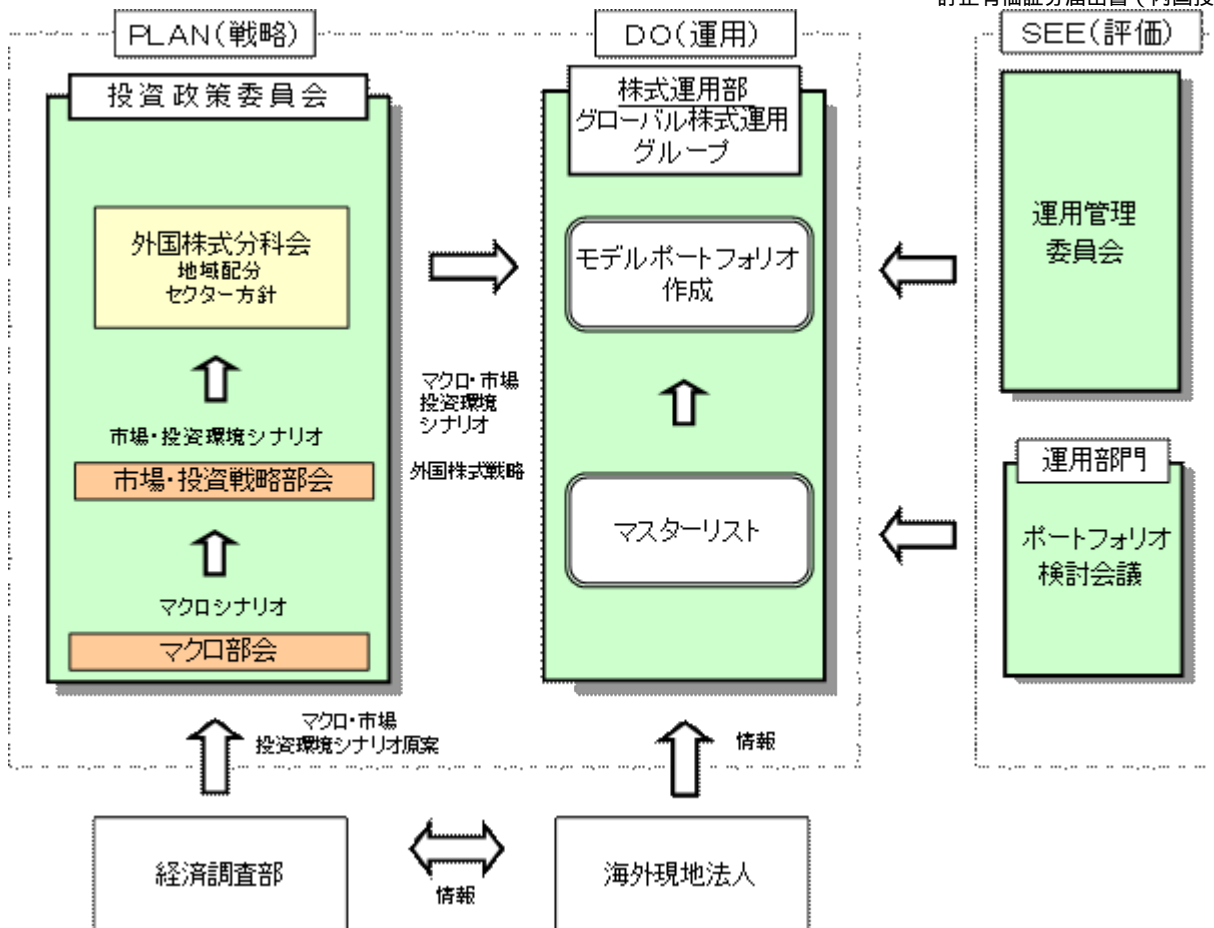 訂正有価証券届出書（内国投
PLAN(戦略)
投資政策委員会
外国株式分科会
地域配分
セクター方針
市場・投資環境シナリオ
市場・投資戦略部会
マクロシナリオ
マクロ部会
マクロ・市場
投資環境
シナリオ
外国株式戦略
DO(運用)
株式運用部
グローバル株式運用
グループ
モデルポートフォリオ
作成
マスターリスト
SEE(評価)
運用管理
委員会
運用部門
ポートフォリオ
検討会議
マクロ・市場
投資環境シナリオ原案
情報
経済調査部
情報
海外現地法人